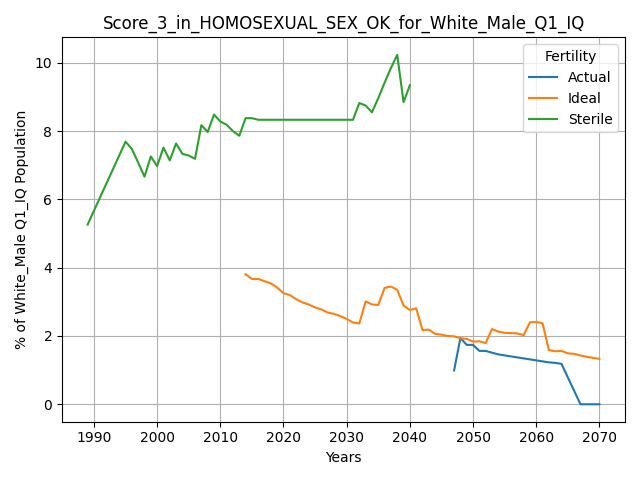 Score_3_in_HOMOSEXUAL_SEX_OK_for_White_Male_Q1_IQ
Fertility
Actual
Ideal
Sterile
% of White_Male Q1_IQ Population
10
8
6
4
2
0
1990 2000 2010 2020 2030 2040 2050 2060 2070
Years